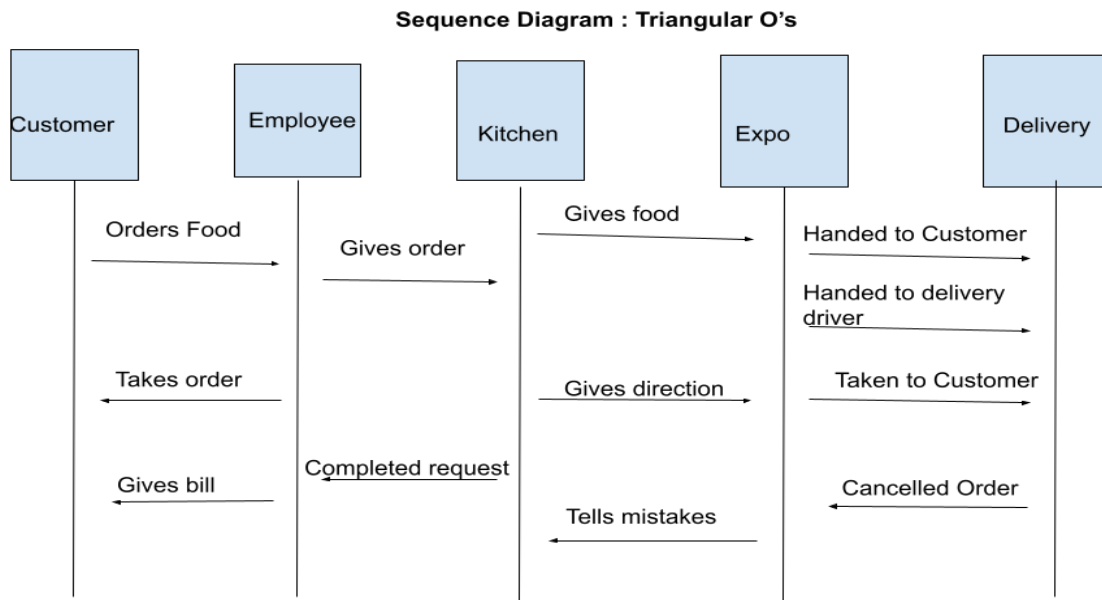 Sequence Diagram : Triangular O's
Customer
Employee
Kitchen
Expo
Delivery
Orders Food
Gives order
Gives food
Handed to Customer
Handed to delivery
driver
Takes order
Gives direction
Taken to Customer
Gives bill
Completed request
Tells mistakes
Cancelled Order